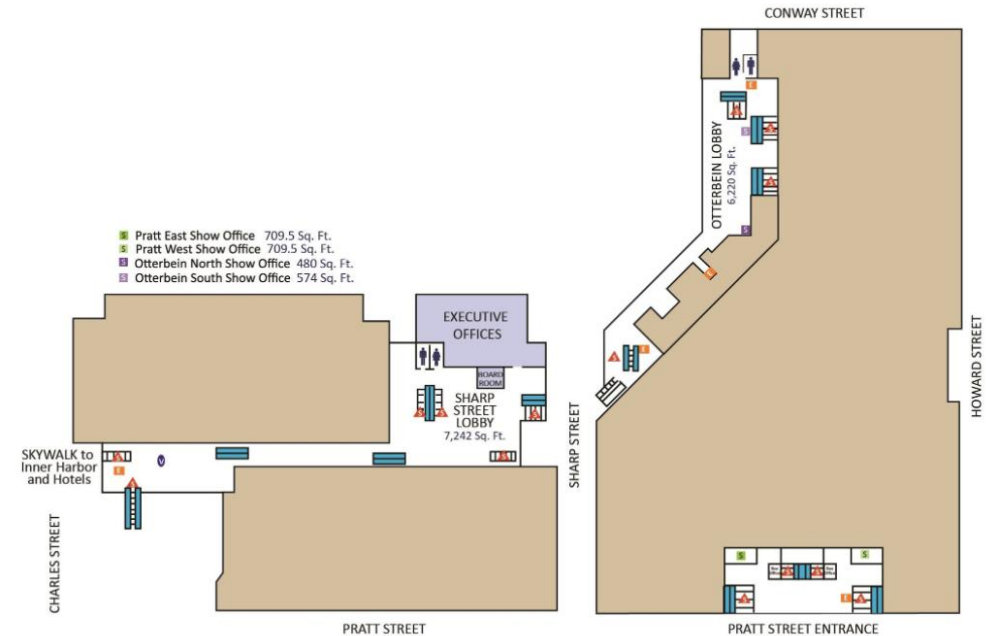 CONWAY STREET
OTTERBEIN LOBBY
6,220 Sq. Ft.
S
S
E
E
E
S Pratt East Show Office 709.5 Sq. Ft.
S Pratt West Show Office 709.5 Sq. Ft.
S Otterbein North Show Office 480 Sq. Ft.
S Otterbein South Show Office 574 Sq. Ft.
EXECUTIVE
OFFICES
BOARD
ROOM
SHARP
STREET
LOBBY
7,242 Sq. Ft.
SKYWALK to
Inner Harbor
and Hotels
E
V
CHARLES STREET
PRATT STREET
SHARP STREET
HOWARD STREET
S
S
E
PRATT STREET ENTRANCE